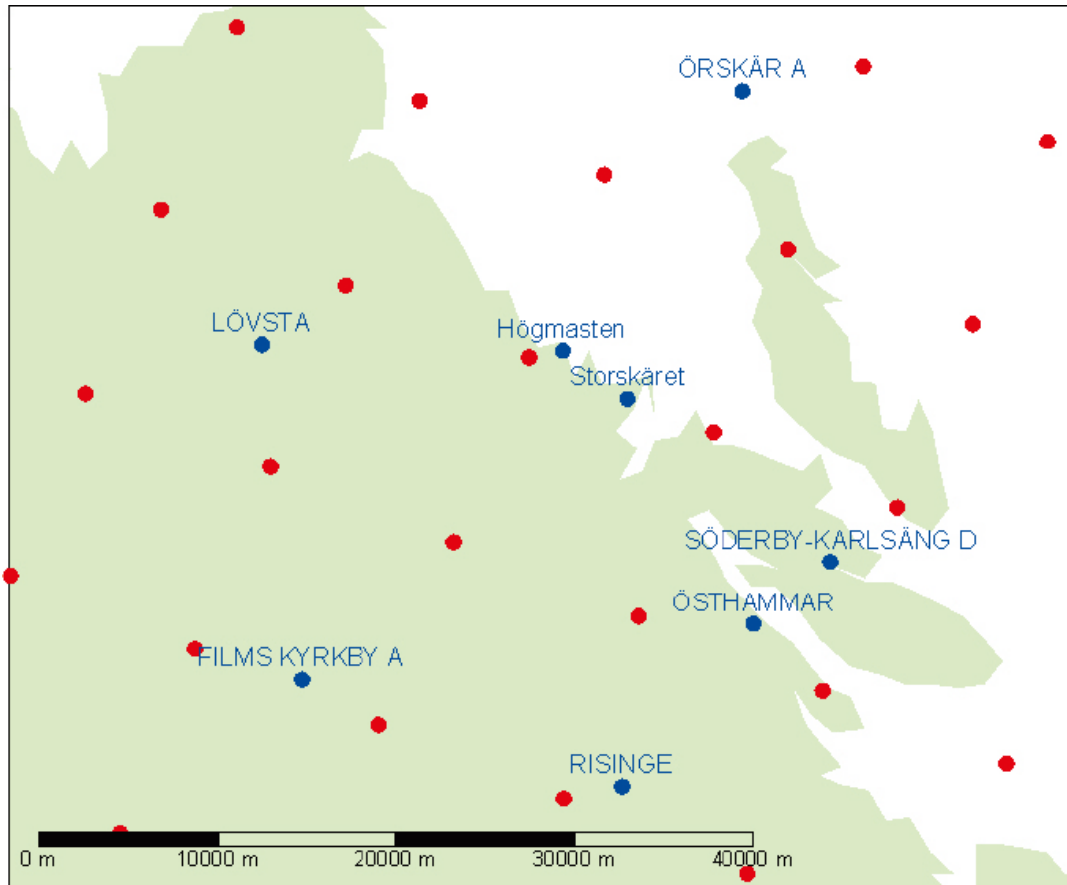 ÖRSKÄR A
LÖVSTA
Högmasten
Storskäret
SÖDERBY-KARLSÄNG D
ÖSTHAMMAR
FILMS KYRKBY A
RISINGE
0 m 10000 m 20000 m 30000 m 40000 m